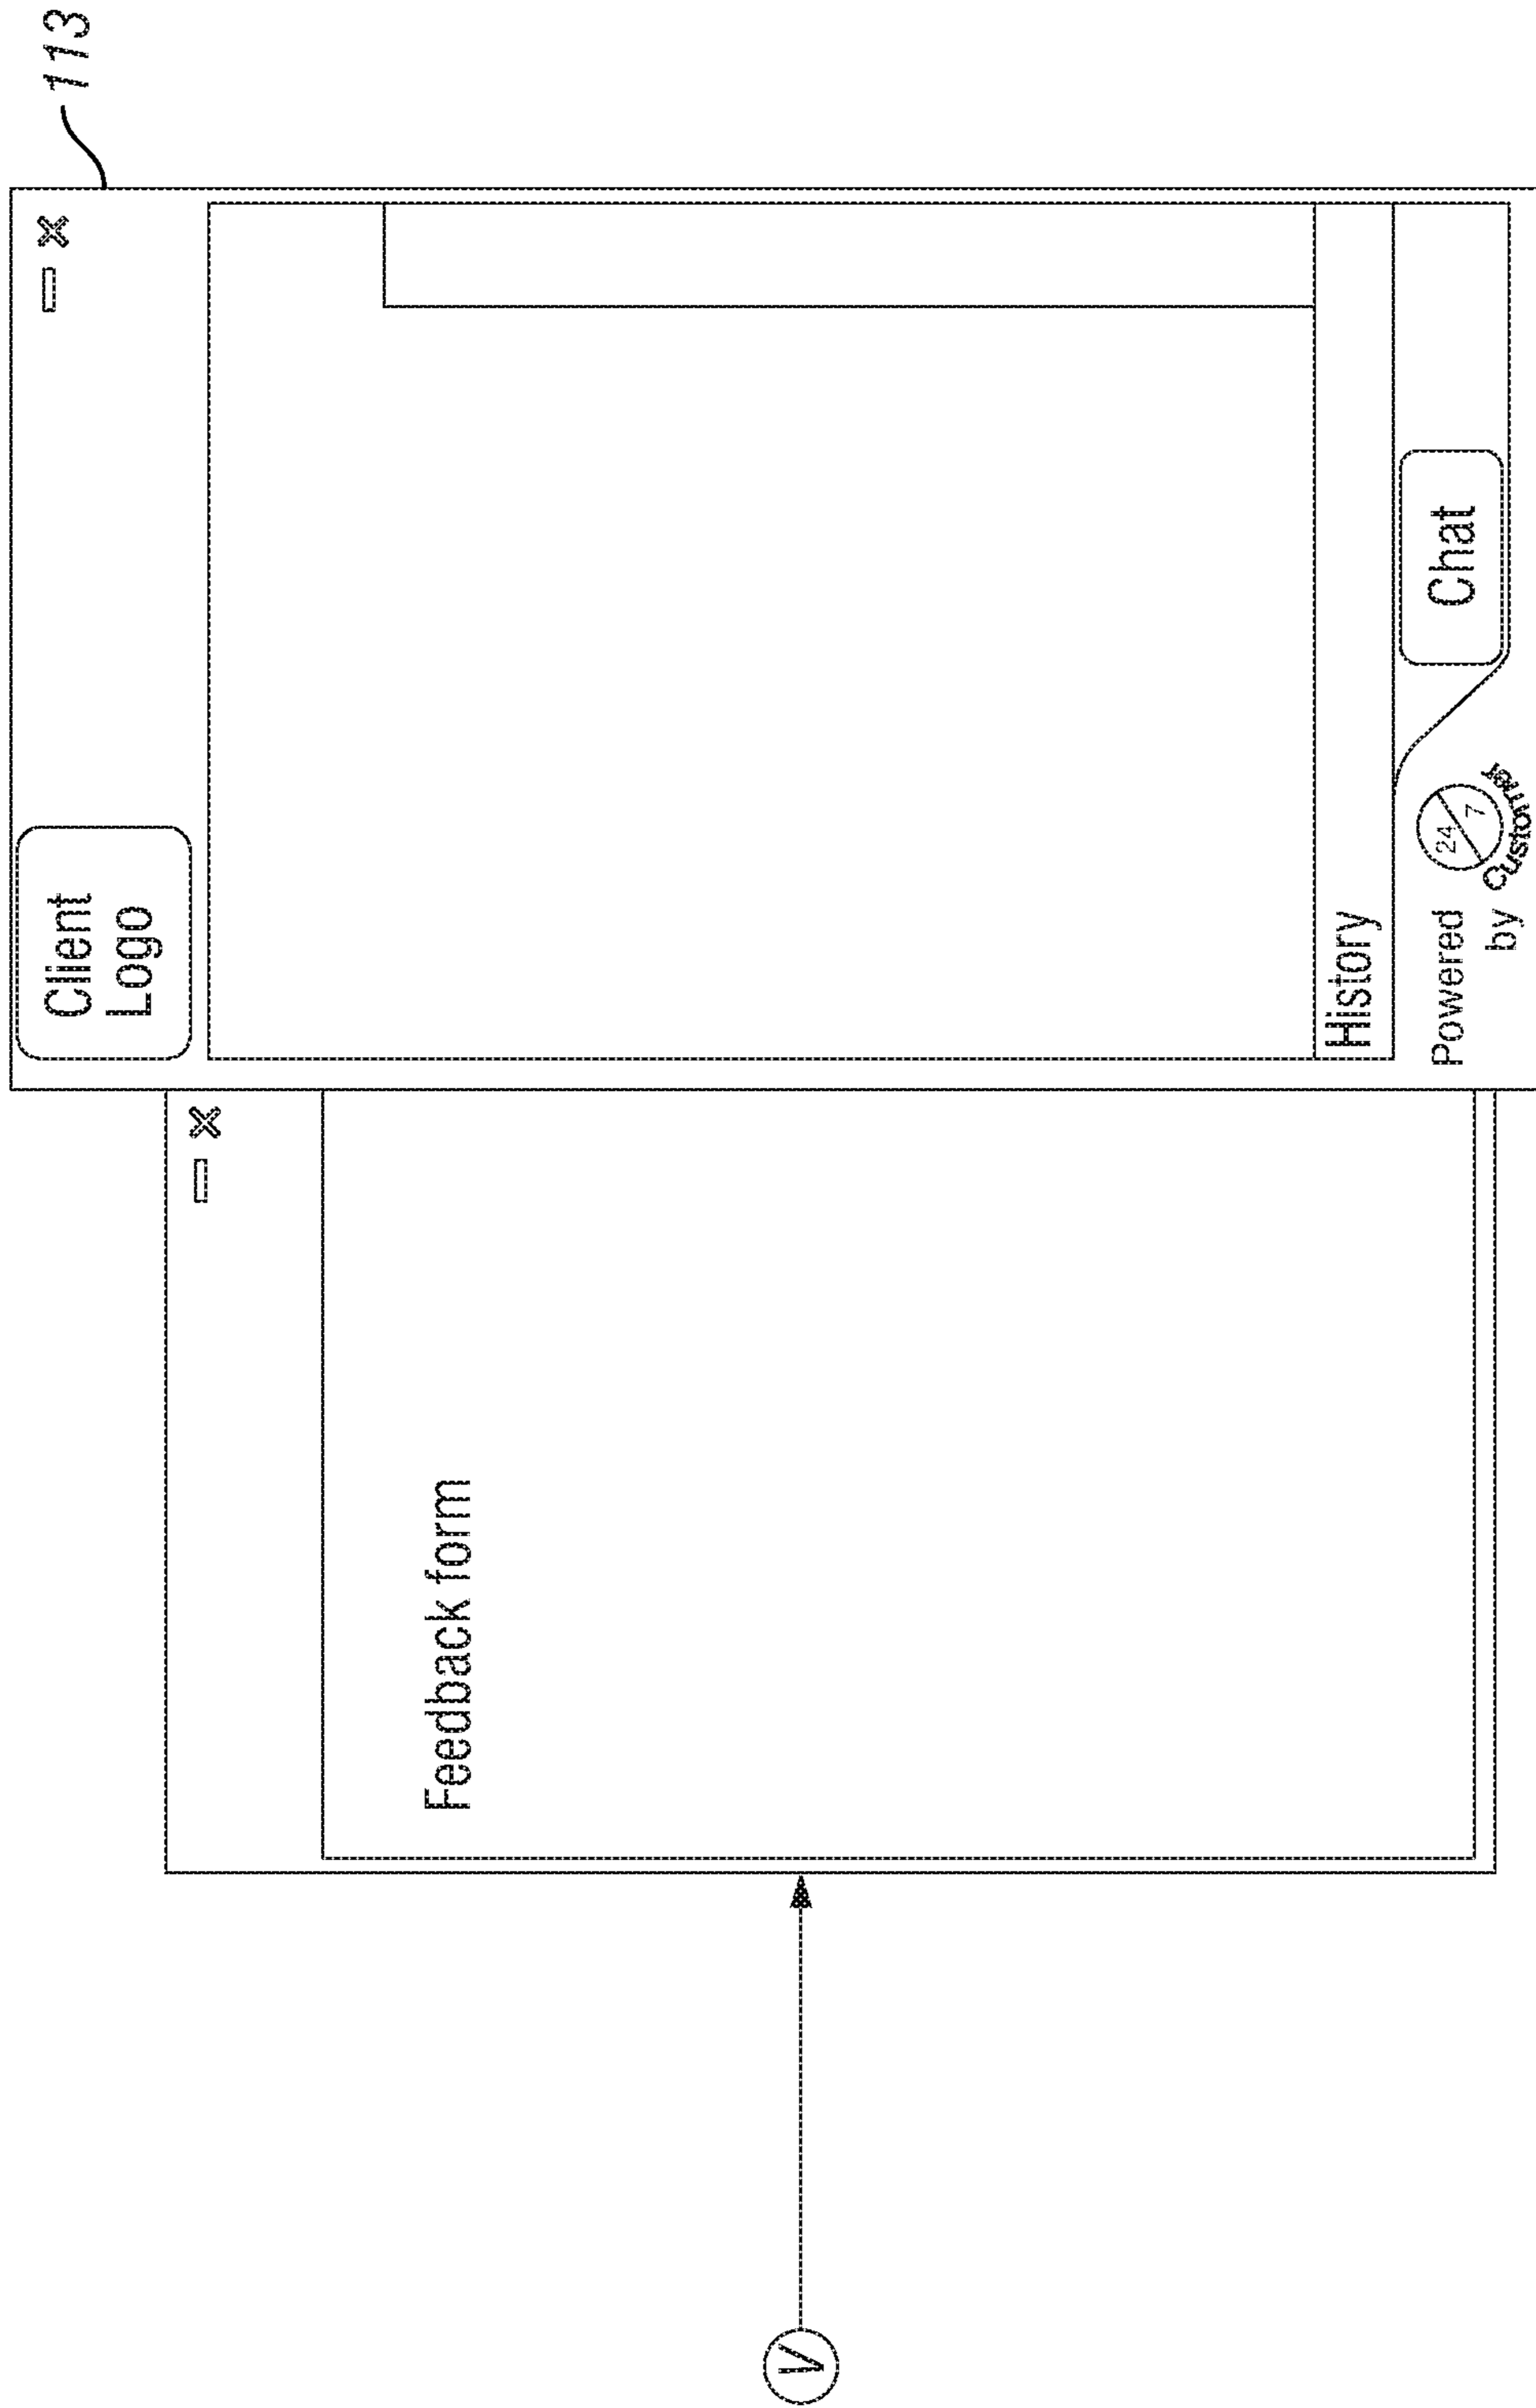 113
Client
Logo
Feedback form
History
Chat
Powered
by
24
7
Customer
V